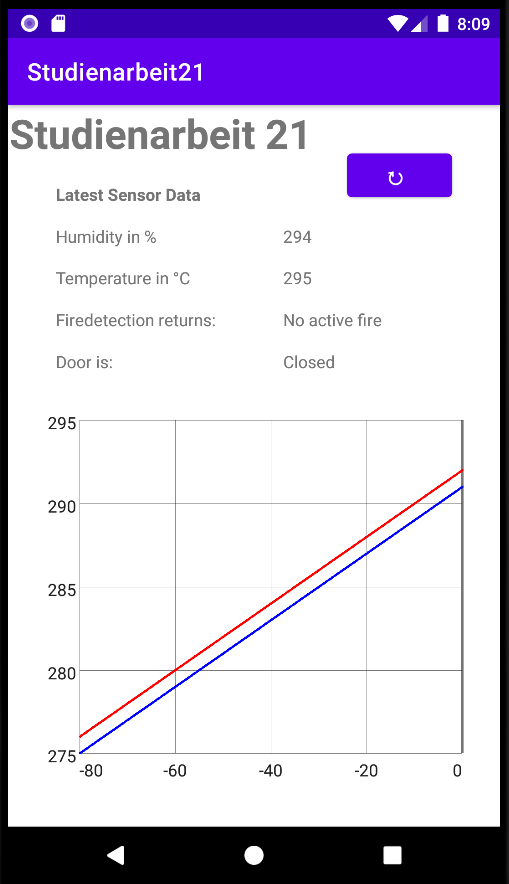 8:09
Studienarbeit21
Studienarbeit 21
Latest Sensor Data
Humidity in % 294
Temperature in °C 295
Firedetection returns: No active fire
Door is: Closed
295
290
285
280
275
-80 -60 -40 -20 0